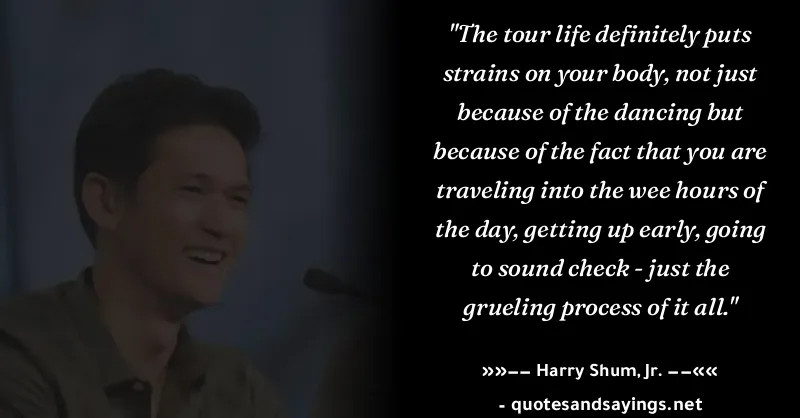 "The tour life definitely puts
strains on your body, not just
because of the dancing but
because of the fact that you are
traveling into the wee hours of
the day, getting up early, going
to sound check - just the
grueling process of it all."
»»−− Harry Shum, Jr. −−««
- quotesandsayings.net